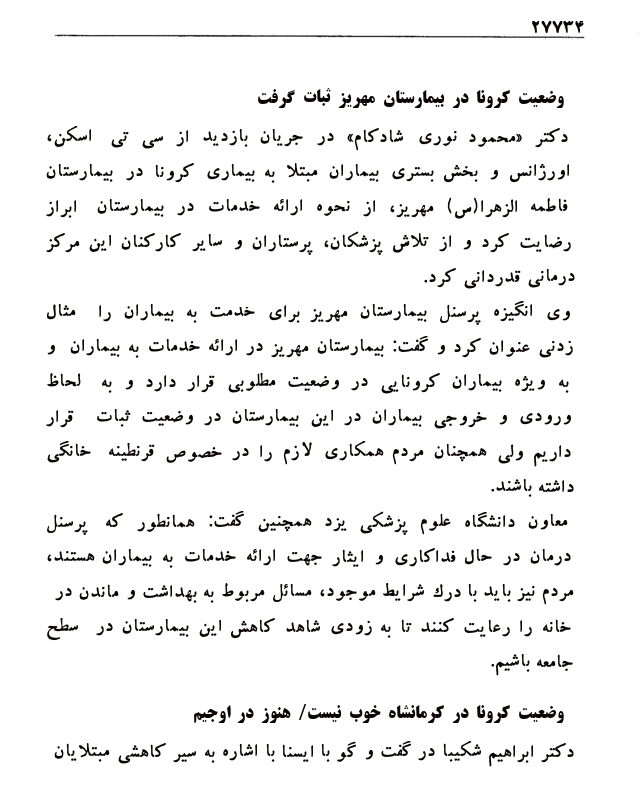 ۲۷۷۳۴
وضعیت کرونا در بیمارستان مهریز ثبات گرفت
دکتر «محمود نوری شادکام» در جریان بازدید از سی تی اسکن،
اورژانس و بخش بستری بیماران مبتلا به بیماری کرونا در بیمارستان
فاطمه الزهرا(س) مهریز، از نحوه ارائه خدمات در بیمارستان ابراز
رضایت کرد و از تلاش پزشکان، پرستاران و سایر کارکنان این مرکز
درمانی قدردانی کرد.
وی انگیزه پرسنل بیمارستان مهریز برای خدمت به بیماران را مثال
زدنی عنوان کرد و گفت: بیمارستان مهریز در ارائه خدمات به بیماران و
به ویژه بیماران کرونایی در وضعیت مطلوبی قرار دارد و به لحاظ
ورودی و خروجی بیماران در این بیمارستان در وضعیت ثبات قرار
داریم ولی همچنان مردم همکاری لازم را در خصوص قرنطینه خانگی
داشته باشند.
معاون دانشگاه علوم پزشکی یزد همچنین گفت: همانطور که پرسنل
درمان در حال فداکاری و ایثار جهت ارائه خدمات به بیماران هستند،
مردم نیز باید با درك شرایط موجود، مسائل مربوط به بهداشت و ماندن در
خانه را رعایت کنند تا به زودی شاهد کاهش این بیمارستان در سطح
جامعه باشیم.
وضعیت کرونا در کرمانشاه خوب نیست/ هنوز در اوجیم
دکتر ابراهیم شکیبا در گفت و گو با ایسنا با اشاره به سیر کاهشی مبتلایان